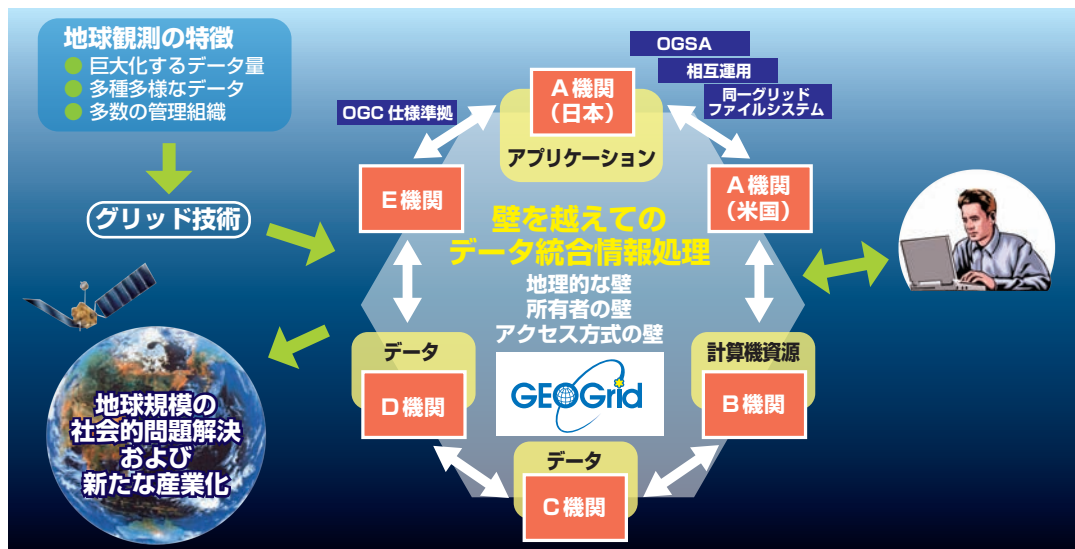 地球観測の特徴
● 巨大化するデータ量
● 多種多様なデータ
● 多数の管理組織
グリッド技術
OGC 仕様準拠
OGSA
相互運用
同一グリッド
ファイルシステム
A機関
（日本）
アプリケーション
E機関
A機関
（米国）
壁を越えての
データ統合情報処理
地理的な壁
所有者の壁
アクセス方式の壁
データ
D機関
計算機資源
B機関
GEOGrid
データ
C機関
地球規模の
社会的問題解決
および
新たな産業化